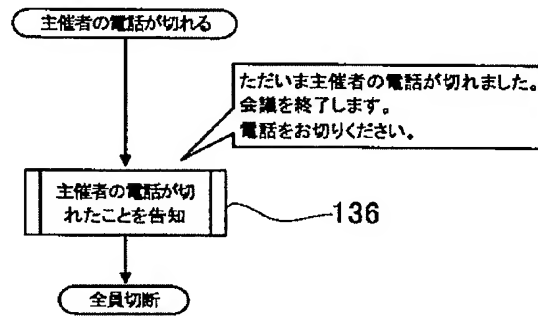 主催者の電話が切れる
ただいま主催者の電話が切れました。
会議を終了します。
電話をお切りください。
主催者の電話が切
れたことを告知
136
全員切断